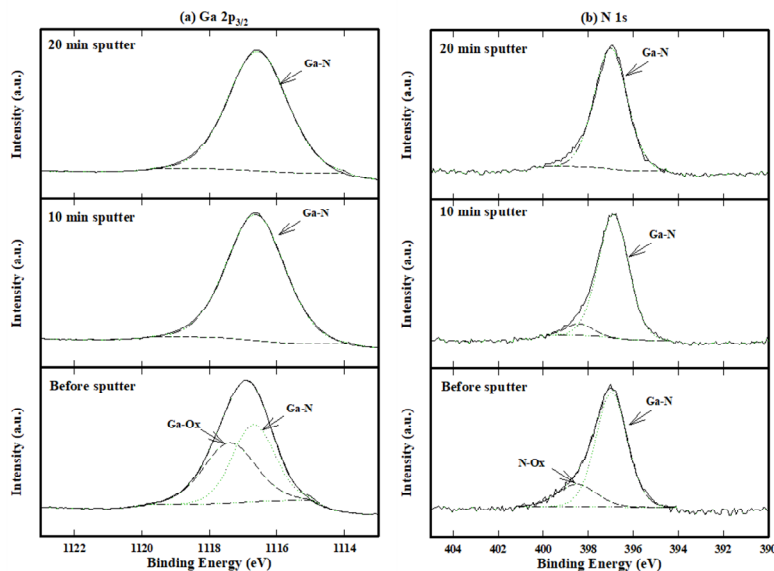 (a) Ga 2p3/2
20 min sputter
Ga-N
Intensity (a.u.)
10 min sputter
Ga-N
Intensity (a.u.)
Before sputter
Ga-Ox
Ga-N
Intensity (a.u.)
1122 1120 1118 1116 1114
Binding Energy (eV)
(b) N 1s
20 min sputter
Ga-N
Intensity (a.u.)
10 min sputter
Ga-N
Intensity (a.u.)
Before sputter
Ga-N
N-Ox
Intensity (a.u.)
404 402 400 398 396 394 392 390
Binding Energy (eV)